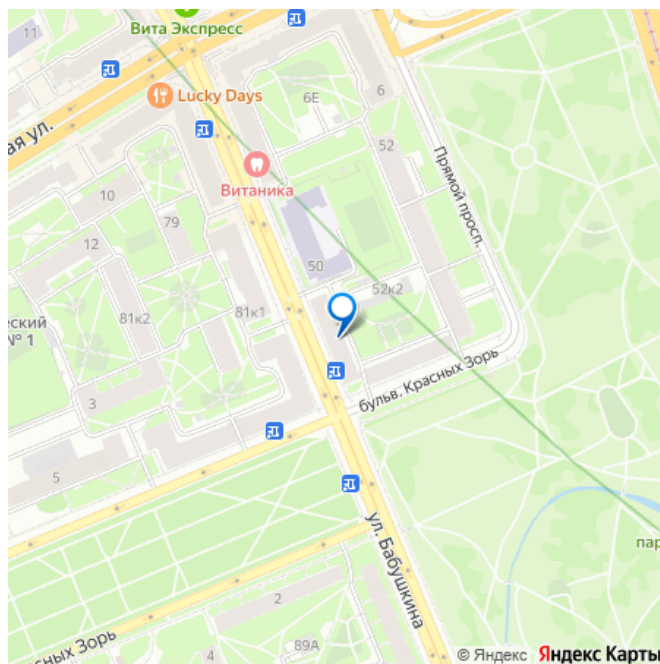 11
Вита Экспресс
Lucky Days
6Е
6
ая ул.
52
Прямой просп.
Витаника
10
79
12
50
52к2
81к1
еский
№ 1
81к2
3
бульв. Красных Зорь
5
ул. Бабушкина
пар
2
сных Зорь
4
89А
© Яндекс Яндекс Карты